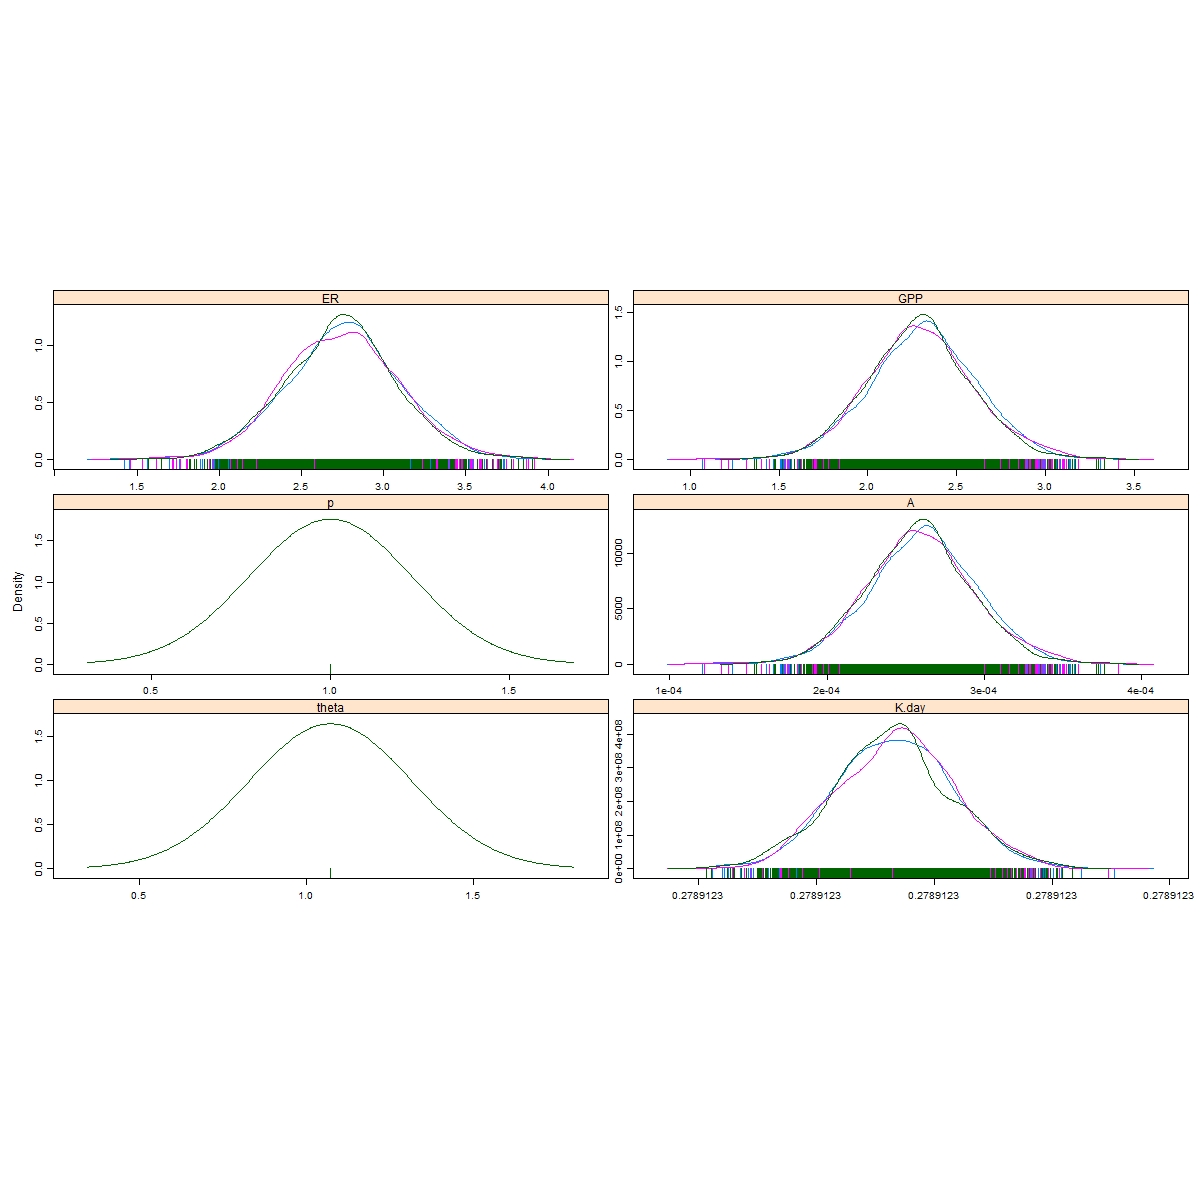 ER
GPP
0.0 0.5 1.0
1.5 2.0 2.5 3.0 3.5 4.0
0.0 0.5 1.0 1.5
1.0 1.5 2.0 2.5 3.0 3.5
p
A
0.0 0.5 1.0 1.5
0.5 1.0 1.5
0 5000 10000
1e-04 2e-04 3e-04 4e-04
Density
theta
K.day
0.0 0.5 1.0 1.5
0.5 1.0 1.5
0e+00 1e+08 2e+08 3e+08 4e+08
0.2789123 0.2789123 0.2789123 0.2789123 0.2789123